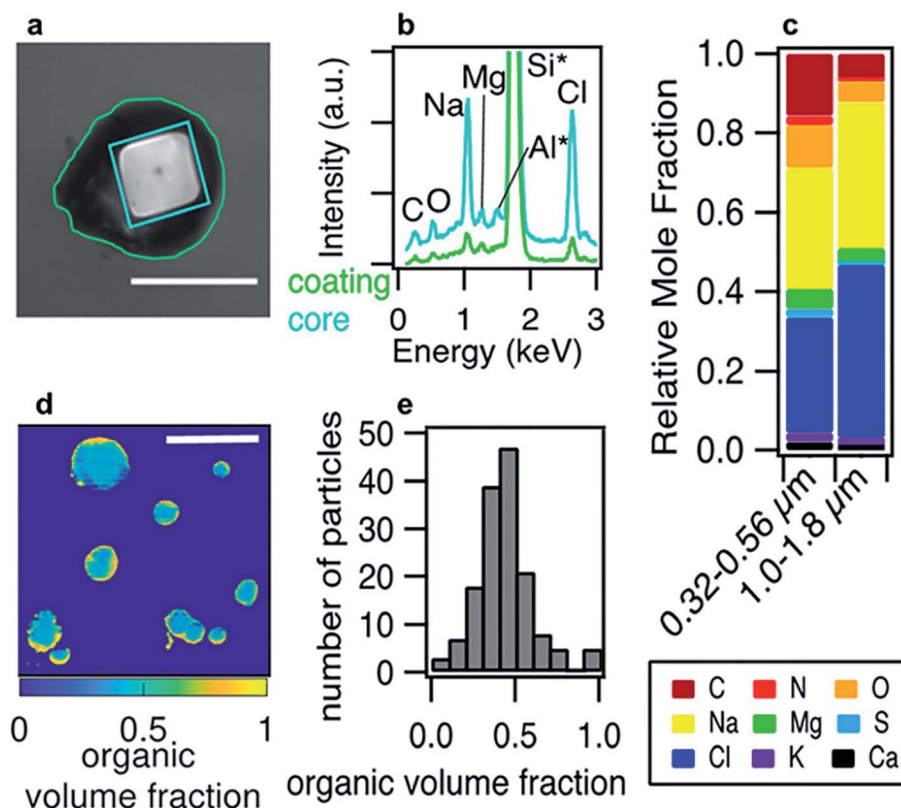 a
b
c
Intensity (a.u.)
C
O
Na
Mg
Si*
Al*
Cl
coating
core
0
1
2
3
Energy (keV)
Relative Mole Fraction
1.0
0.8
0.6
0.4
0.2
0.0
0.32-0.56 µm
1.0-1.8 µm
d
0
0.5
1
organic
volume fraction
e
number of particles
50
40
30
20
10
0
0.0
0.5
1.0
organic volume fraction
C
N
O
Na
Mg
S
Cl
K
Ca